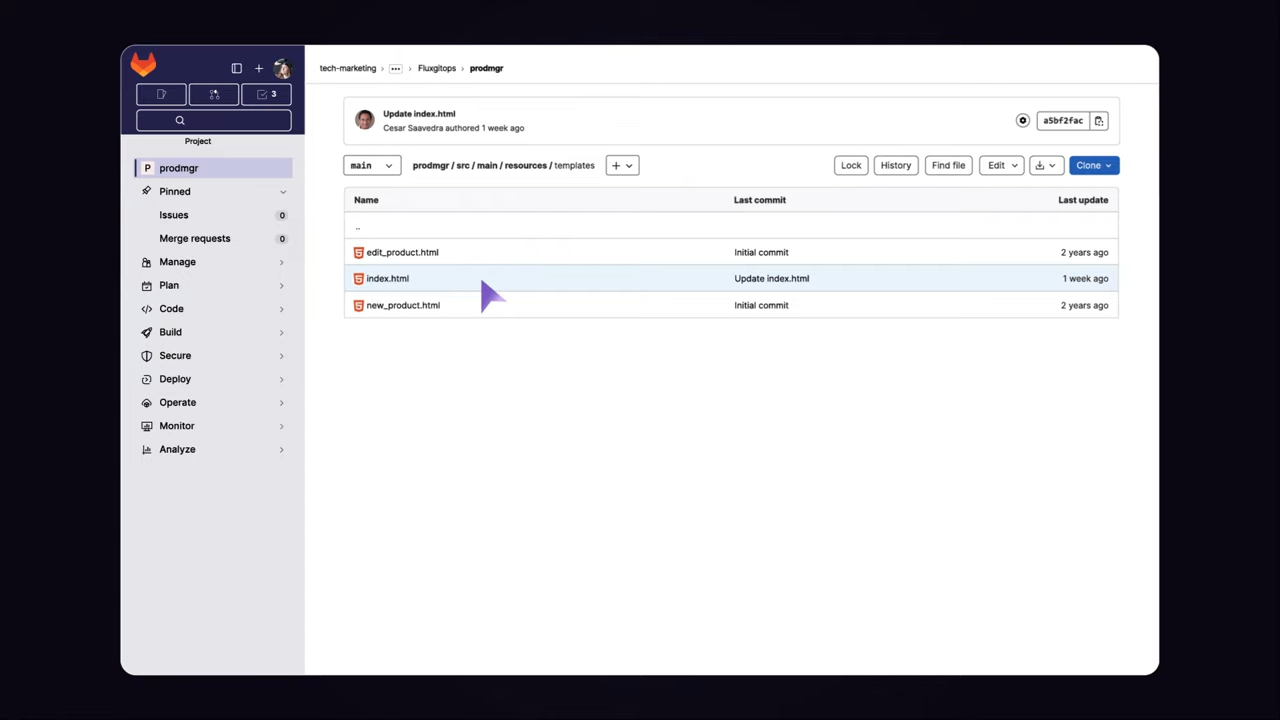 tech-marketing › ··· › Fluxgitops › prodmgr
3
Project
P prodmgr
Pinned
Issues 0
Merge requests 0
Manage
Plan
Code
Build
Secure
Deploy
Operate
Monitor
Analyze
Update index.html
Cesar Saavedra authored 1 week ago
a5bf2fac
main
prodmgr / src / main / resources / templates
+
Lock History Find file Edit Clone
Name Last commit Last update
..
edit_product.html Initial commit 2 years ago
index.html Update index.html 1 week ago
new_product.html Initial commit 2 years ago